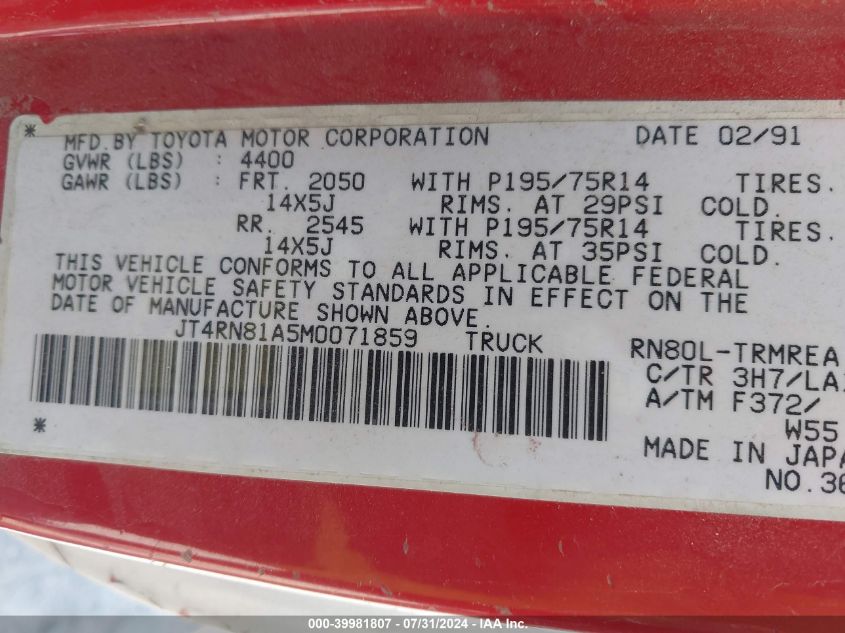 * MFD. BY TOYOTA MOTOR CORPORATION DATE 02/91
GVWR (LBS) : 4400
GAWR (LBS) : FRT. 2050 WITH P195/75R14 TIRES.
14X5J RIMS. AT 29PSI COLD.
RR. 2545 WITH P195/75R14 TIRES.
14X5J RIMS. AT 35PSI COLD.
THIS VEHICLE CONFORMS TO ALL APPLICABLE FEDERAL
MOTOR VEHICLE SAFETY STANDARDS IN EFFECT ON THE
DATE OF MANUFACTURE SHOWN ABOVE.
JT4RN81A5M0071859 TRUCK RN80L-TRMREA
C/TR 3H7/LA
A/TM F372/
* W55
MADE IN JAPA
NO. 36
000-39981807 - 07/31/2024 - IAA Inc.